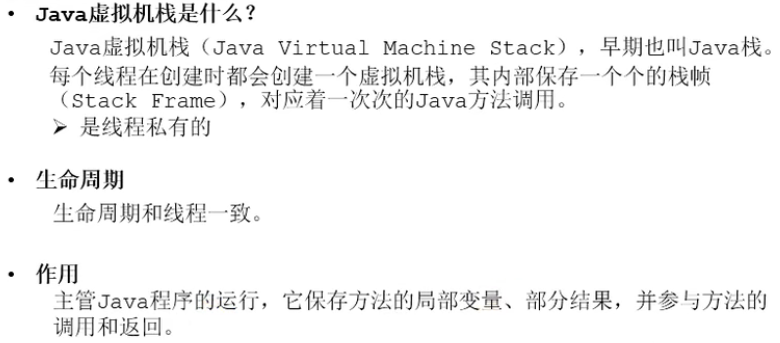 • Java虚拟机栈是什么？
Java虚拟机栈（Java Virtual Machine Stack），早期也叫Java栈。
每个线程在创建时都会创建一个虚拟机栈，其内部保存一个个的栈帧
（Stack Frame），对应着一次次的Java方法调用。
➢ 是线程私有的
• 生命周期
生命周期和线程一致。
• 作用
主管Java程序的运行，它保存方法的局部变量、部分结果，并参与方法的
调用和返回。